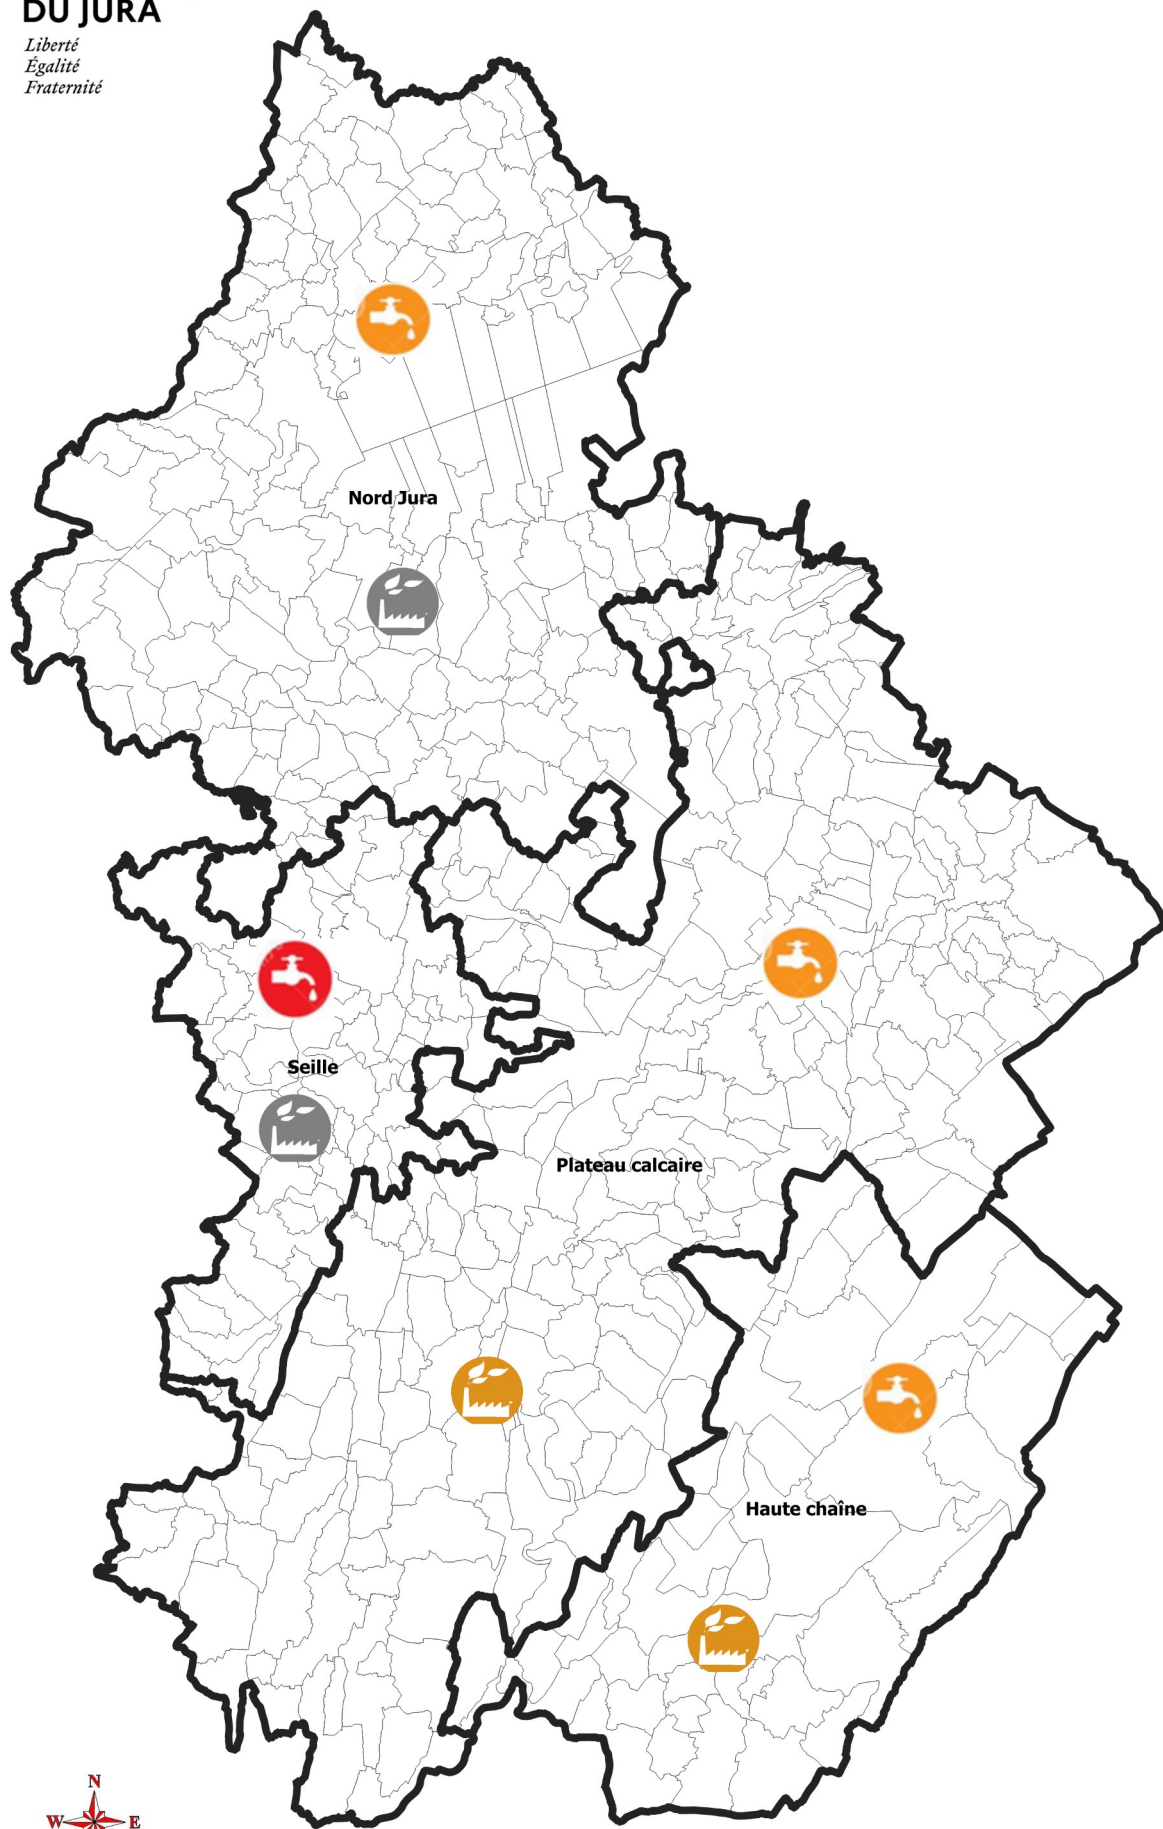 DU JURA
Liberté
Égalité
Fraternité
Nord Jura
Seille
Plateau calcaire
Haute chaîne
N
W E